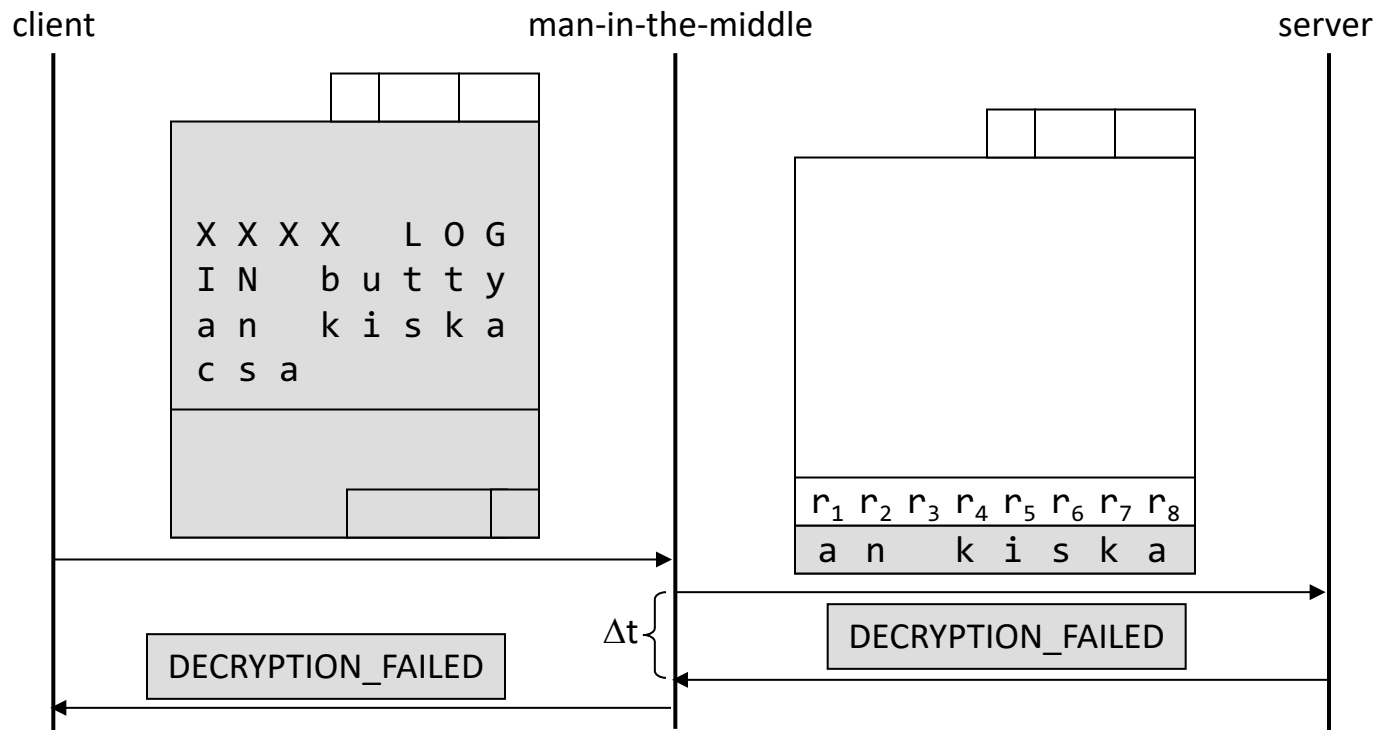 client man-in-the-middle server
X X X X L O G
I N b u t t y
a n k i s k a
c s a
r₁ r₂ r₃ r₄ r₅ r₆ r₇ r₈
a n k i s k a
Δt
DECRYPTION_FAILED
DECRYPTION_FAILED